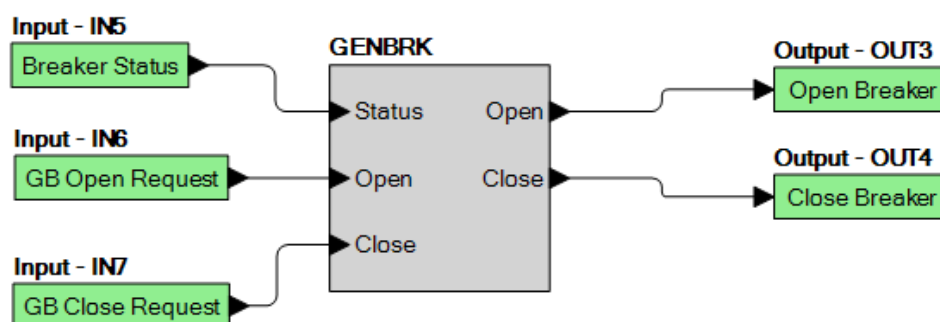 Input - IN5
Breaker Status
Input - IN6
GB Open Request
Input - IN7
GB Close Request
GENBRK
Status
Open
Close
Open
Close
Output - OUT3
Open Breaker
Output - OUT4
Close Breaker